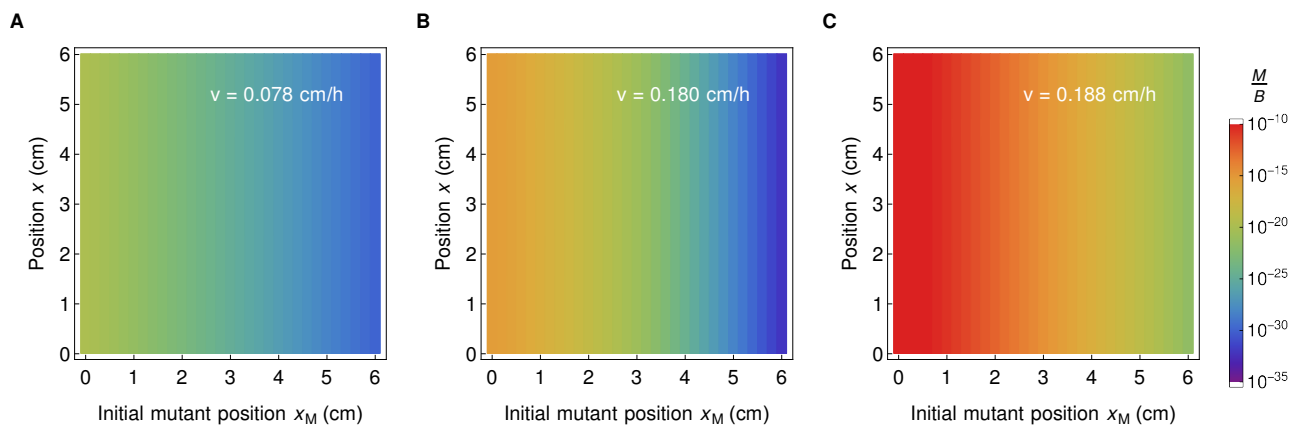 A
B
C
v = 0.078 cm/h
v = 0.180 cm/h
v = 0.188 cm/h
6
5
4
3
2
1
0
Position x (cm)
0 1 2 3 4 5 6
Initial mutant position x_M (cm)
6
5
4
3
2
1
0
Position x (cm)
0 1 2 3 4 5 6
Initial mutant position x_M (cm)
6
5
4
3
2
1
0
Position x (cm)
0 1 2 3 4 5 6
Initial mutant position x_M (cm)
M
B
10⁻¹⁰
10⁻¹⁵
10⁻²⁰
10⁻²⁵
10⁻³⁰
10⁻³⁵